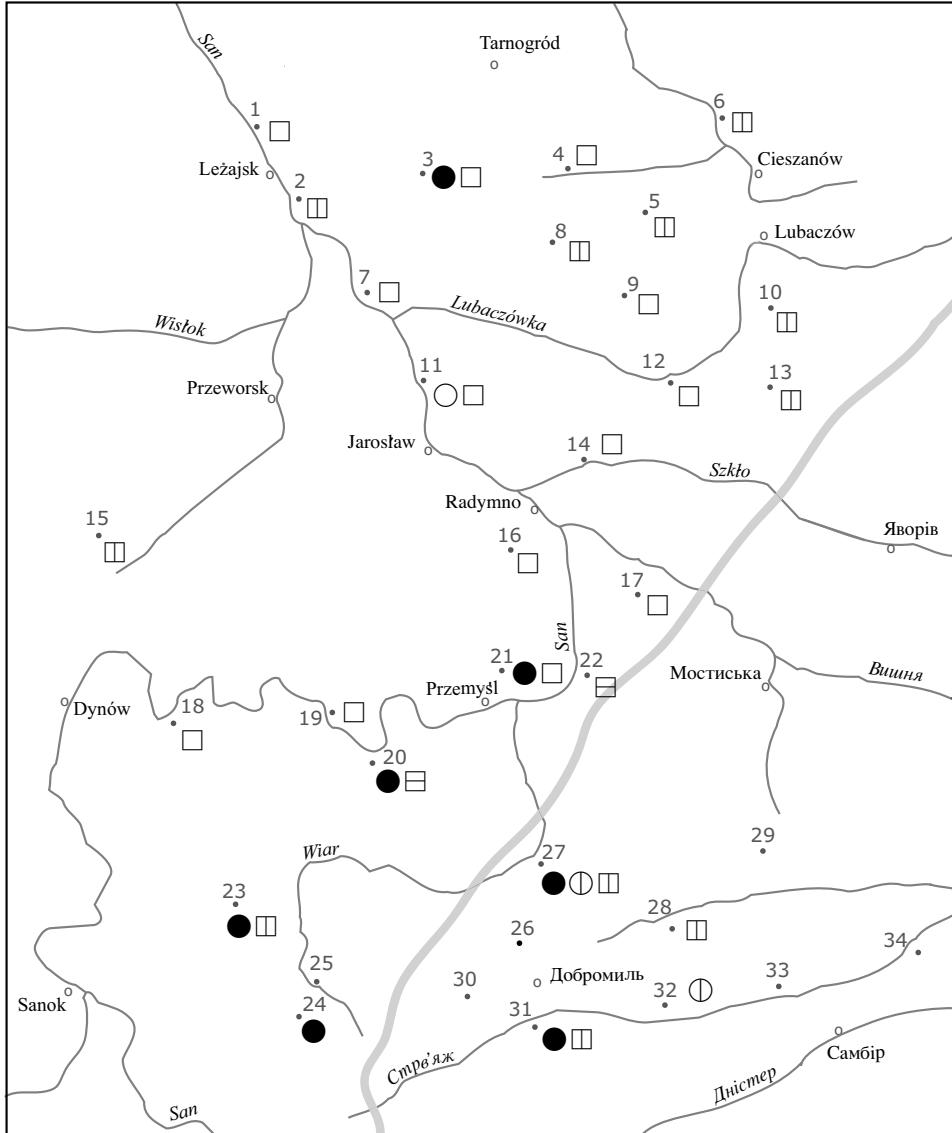 San
Tarnogród
1
6
3
4
Cieszanów
Leżajsk
2
5
8
Lubaczów
7
9
10
Lubaczówka
Wisłok
11
12
13
Przeworsk
Jarosław
14
Szkło
Radymno
15
Яворів
16
17
San
21
22
Мостиська
Вишня
Przemyśl
Dynów
18
19
20
29
Wiar
27
23
28
26
34
25
30
Добромиль
33
Sanok
32
24
31
Самбір
Стрв’яж
Дністер
San